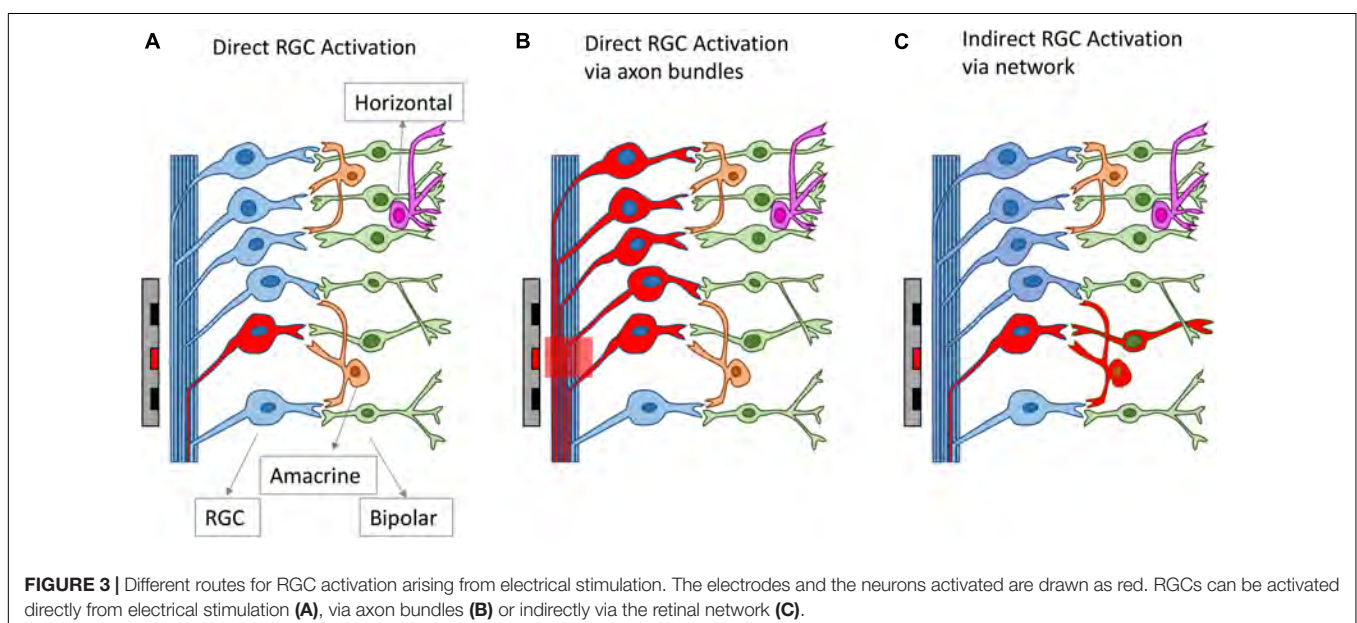 A
Direct RGC Activation
Horizontal
Amacrine
RGC
Bipolar
B
Direct RGC Activation
via axon bundles
C
Indirect RGC Activation
via network
FIGURE 3 | Different routes for RGC activation arising from electrical stimulation. The electrodes and the neurons activated are drawn as red. RGCs can be activated
directly from electrical stimulation (A), via axon bundles (B) or indirectly via the retinal network (C).